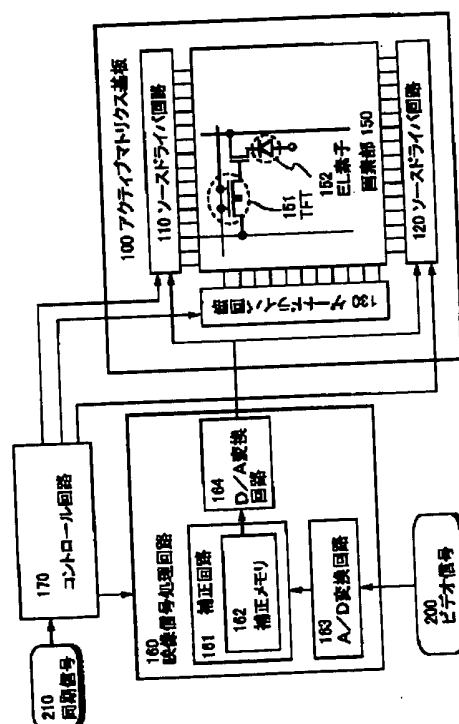 210
同期信号
170
コントロール回路
160
映像信号処理回路
161 補正回路
162
補正メモリ
163
A/D変換回路
164
D/A変換
回路
200
ビデオ信号
100 アクティブマトリクス基板
110 ソースドライバ回路
130 ゲートドライバ
回路
151
TFT
152
EL素子
画素部 150
120 ソースドライバ回路